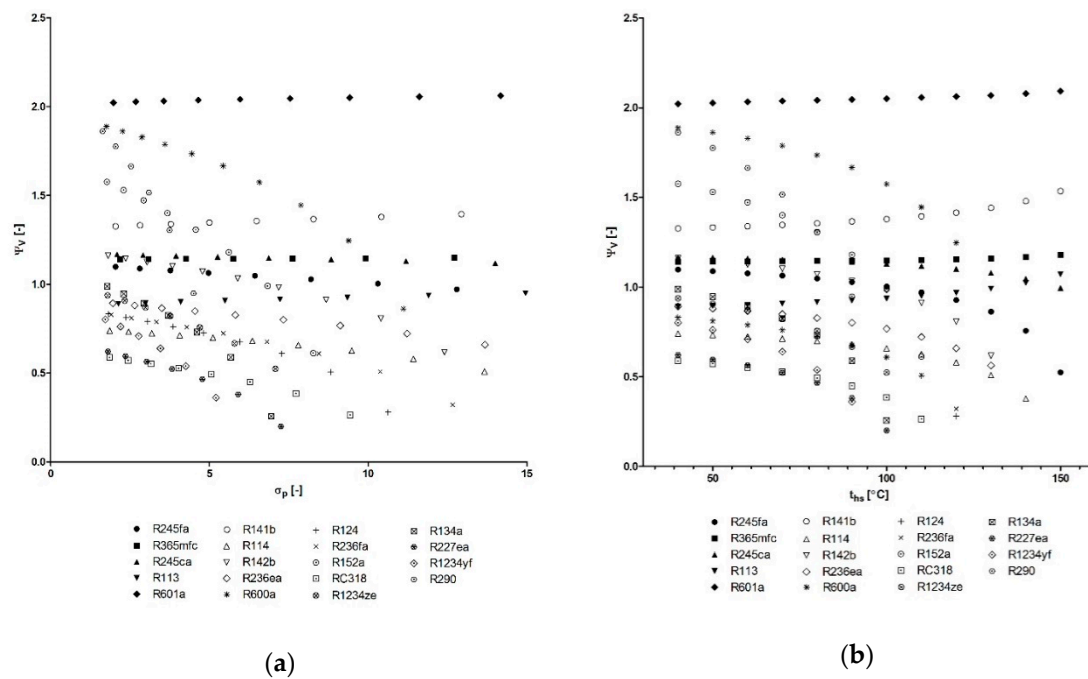 2.5
2.0
1.5
1.0
0.5
0.0
ΨV [-]
0
5
10
15
σp [-]
R245fa
R365mfc
R245ca
R113
R601a
R141b
R114
R142b
R236ea
R600a
R124
R236fa
R152a
RC318
R1234ze
R134a
R227ea
R1234yf
R290
(a)
2.5
2.0
1.5
1.0
0.5
0.0
ΨV [-]
50
100
150
ths [°C]
R245fa
R365mfc
R245ca
R113
R601a
R141b
R114
R142b
R236ea
R600a
R124
R236fa
R152a
RC318
R1234ze
R134a
R227ea
R1234yf
R290
(b)